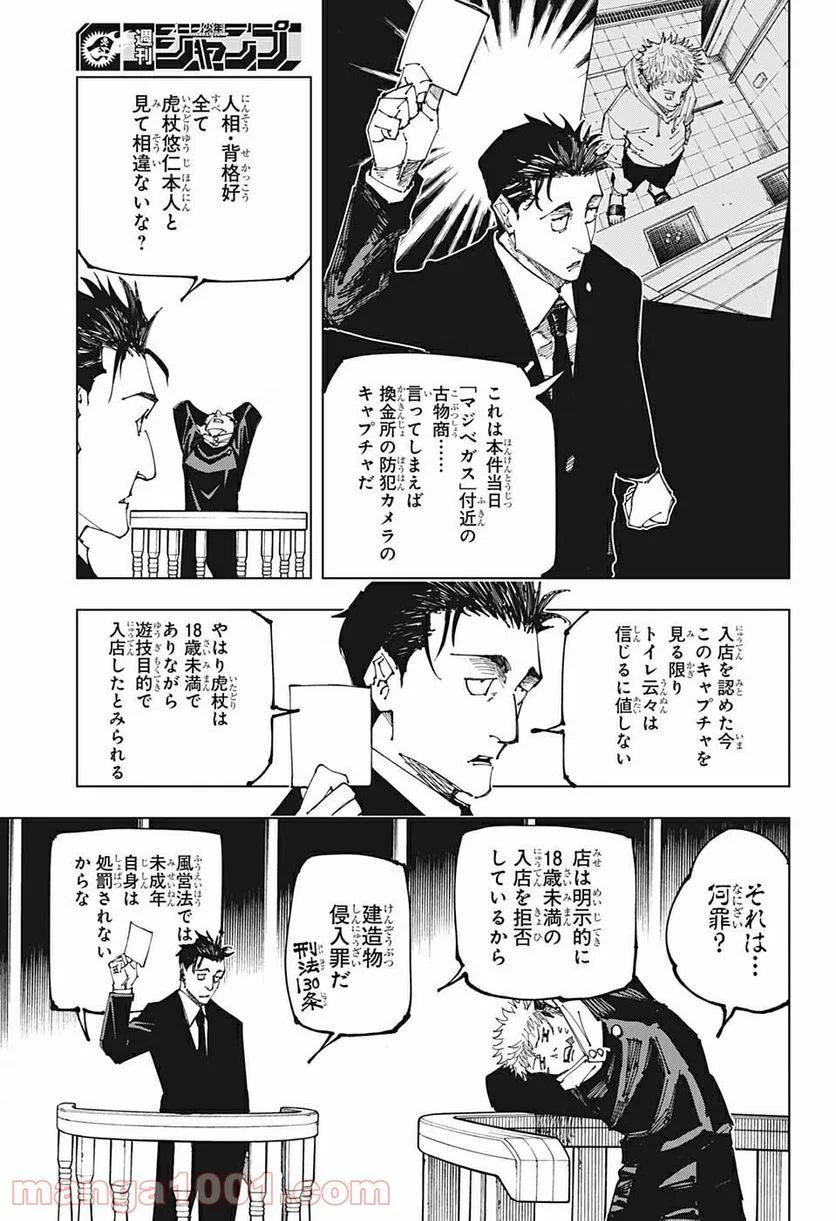 週刊
少年
ジャンプ
これは本件当日
「マジベガス」付近の
古物商……
言ってしまえば
換金所の防犯カメラの
キャプチャだ
人相・背格好
全て
虎杖悠仁本人と
見て相違ないな？
入店を認めた今
このキャプチャを
見る限り
トイレ云々は
信じるに値しない
やはり虎杖は
18歳未満で
ありながら
遊技目的で
入店したとみられる
それは…
何罪？
店は明示的に
18歳未満の
入店を拒否
しているから
建造物
侵入罪だ
刑法130条
風営法では
未成年
自身は
処罰されない
からな
manga1001.com